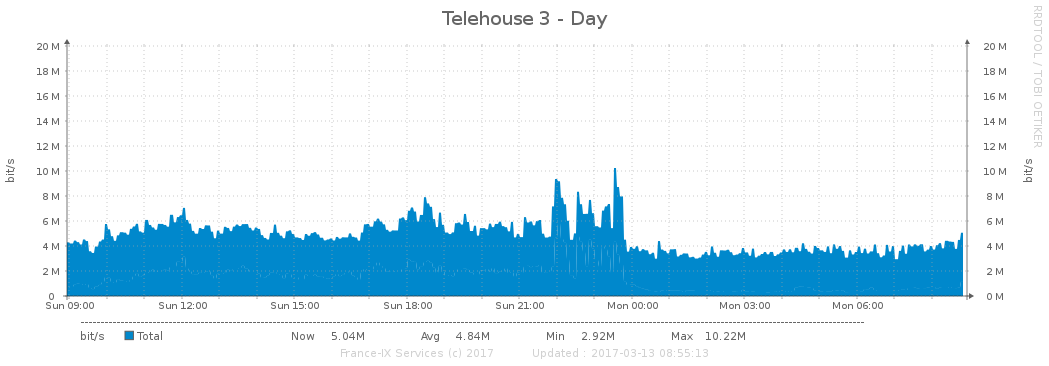 Telehouse 3 - Day
RRDTOOL / TOBI OETIKER
20 M 20 M
18 M 18 M
16 M 16 M
14 M 14 M
12 M 12 M
10 M 10 M
8 M 8 M
6 M 6 M
4 M 4 M
2 M 2 M
0 0 M
bit/s bit/s
Sun 09:00 Sun 12:00 Sun 15:00 Sun 18:00 Sun 21:00 Mon 00:00 Mon 03:00 Mon 06:00
bit/s Total Now 5.04M Avg 4.84M Min 2.92M Max 10.22M
France-IX Services (c) 2017 Updated : 2017-03-13 08:55:13